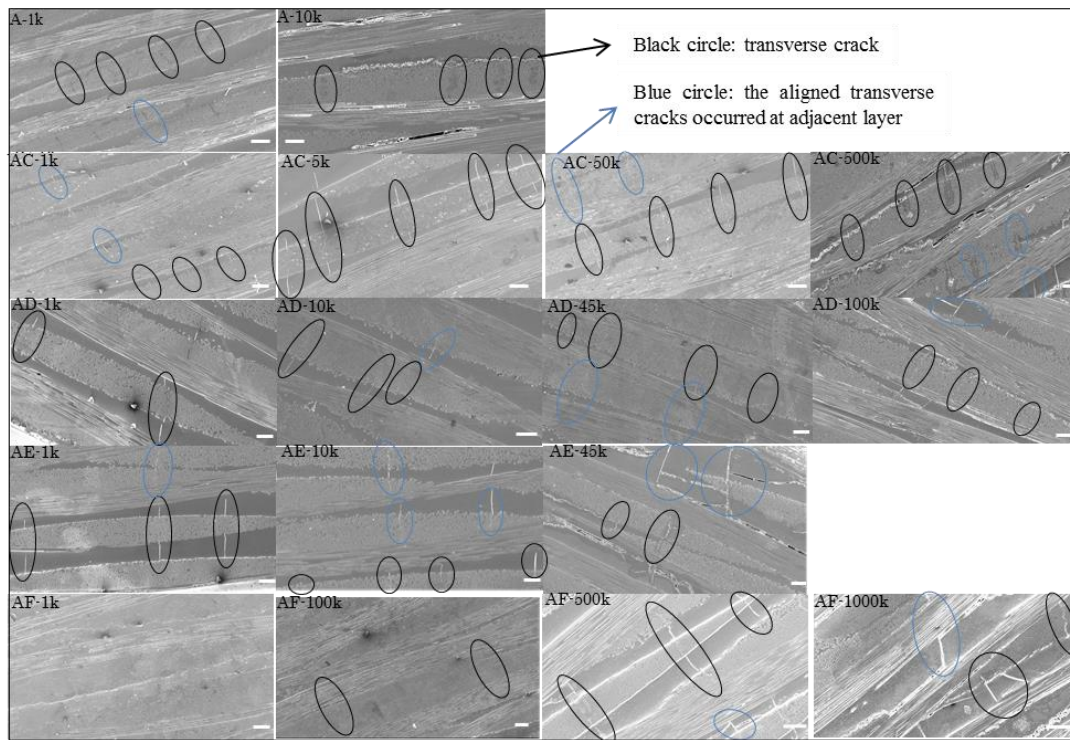 A-1k
A-10k
Black circle: transverse crack
Blue circle: the aligned transverse
cracks occurred at adjacent layer
AC-1k
AC-5k
AC-50k
AC-500k
AD-1k
AD-10k
AD-45k
AD-100k
AE-1k
AE-10k
AE-45k
AF-1k
AF-100k
AF-500k
AF-1000k